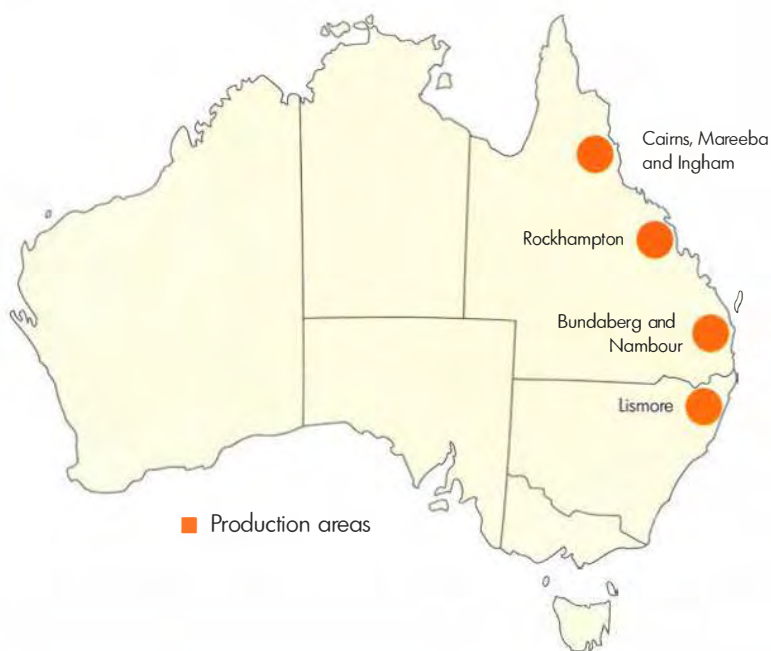 Cairns, Mareeba
and Ingham
Rockhampton
Bundaberg and
Nambour
Lismore
Production areas